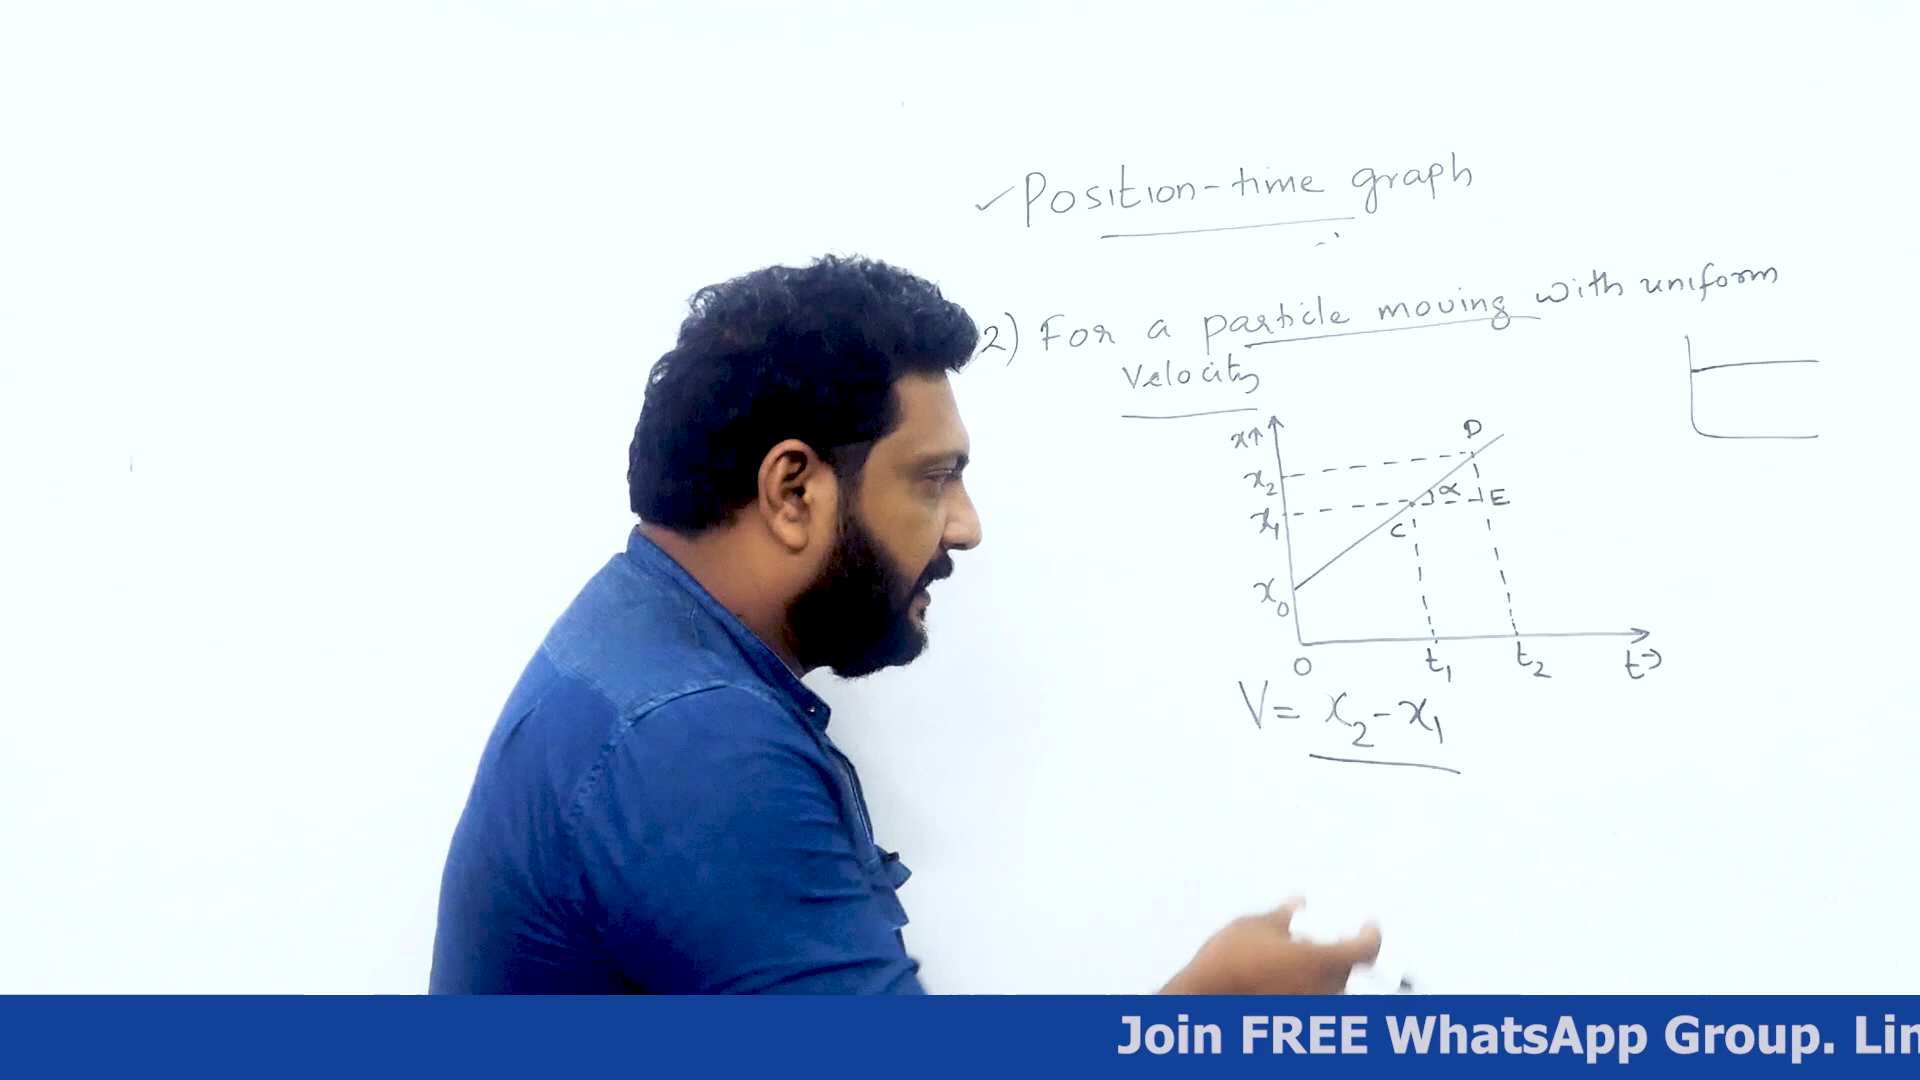 ✓Position-time graph
2) For a particle moving with uniform
Velocity
x↑
D
x2
α
E
x1
C
x0
0
t1
t2
t→
V= x2-x1
Join FREE WhatsApp Group. Lin